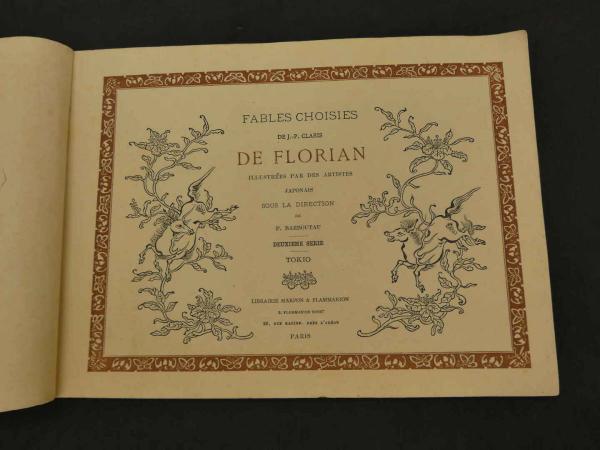 FABLES CHOISIES
DE J.-P. CLARIS
DE FLORIAN
ILLUSTRÉES PAR DES ARTISTES
JAPONAIS
SOUS LA DIRECTION
DE
P. BARBOUTAU
DEUXIÈME SÉRIE
TOKIO
LIBRAIRIE MARPON & FLAMMARION
E. FLAMMARION SUCCR
26, RUE RACINE, PRÈS L'ODÉON
PARIS